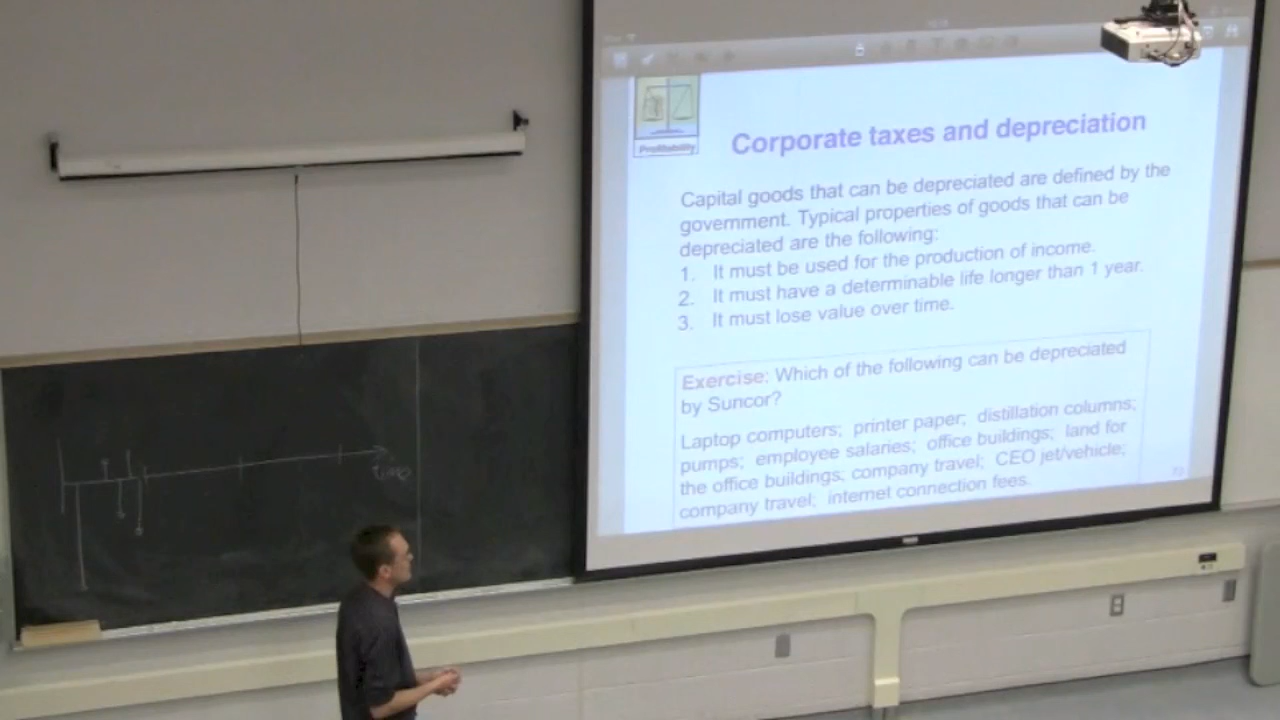 Profitability
Corporate taxes and depreciation
Capital goods that can be depreciated are defined by the
government. Typical properties of goods that can be
depreciated are the following:
1. It must be used for the production of income.
2. It must have a determinable life longer than 1 year.
3. It must lose value over time.
Exercise: Which of the following can be depreciated
by Suncor?
Laptop computers; printer paper; distillation columns;
pumps; employee salaries; office buildings; land for
the office buildings; company travel; CEO jet/vehicle;
company travel; internet connection fees.
time